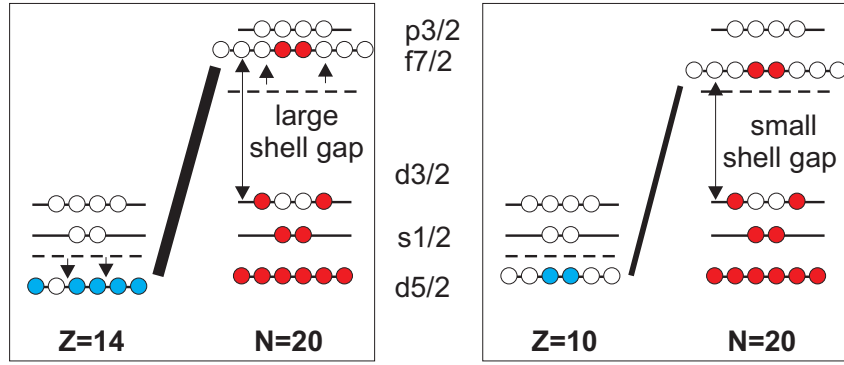 p3/2
f7/2
large
shell gap
d3/2
s1/2
d5/2
Z=14
N=20
small
shell gap
Z=10
N=20